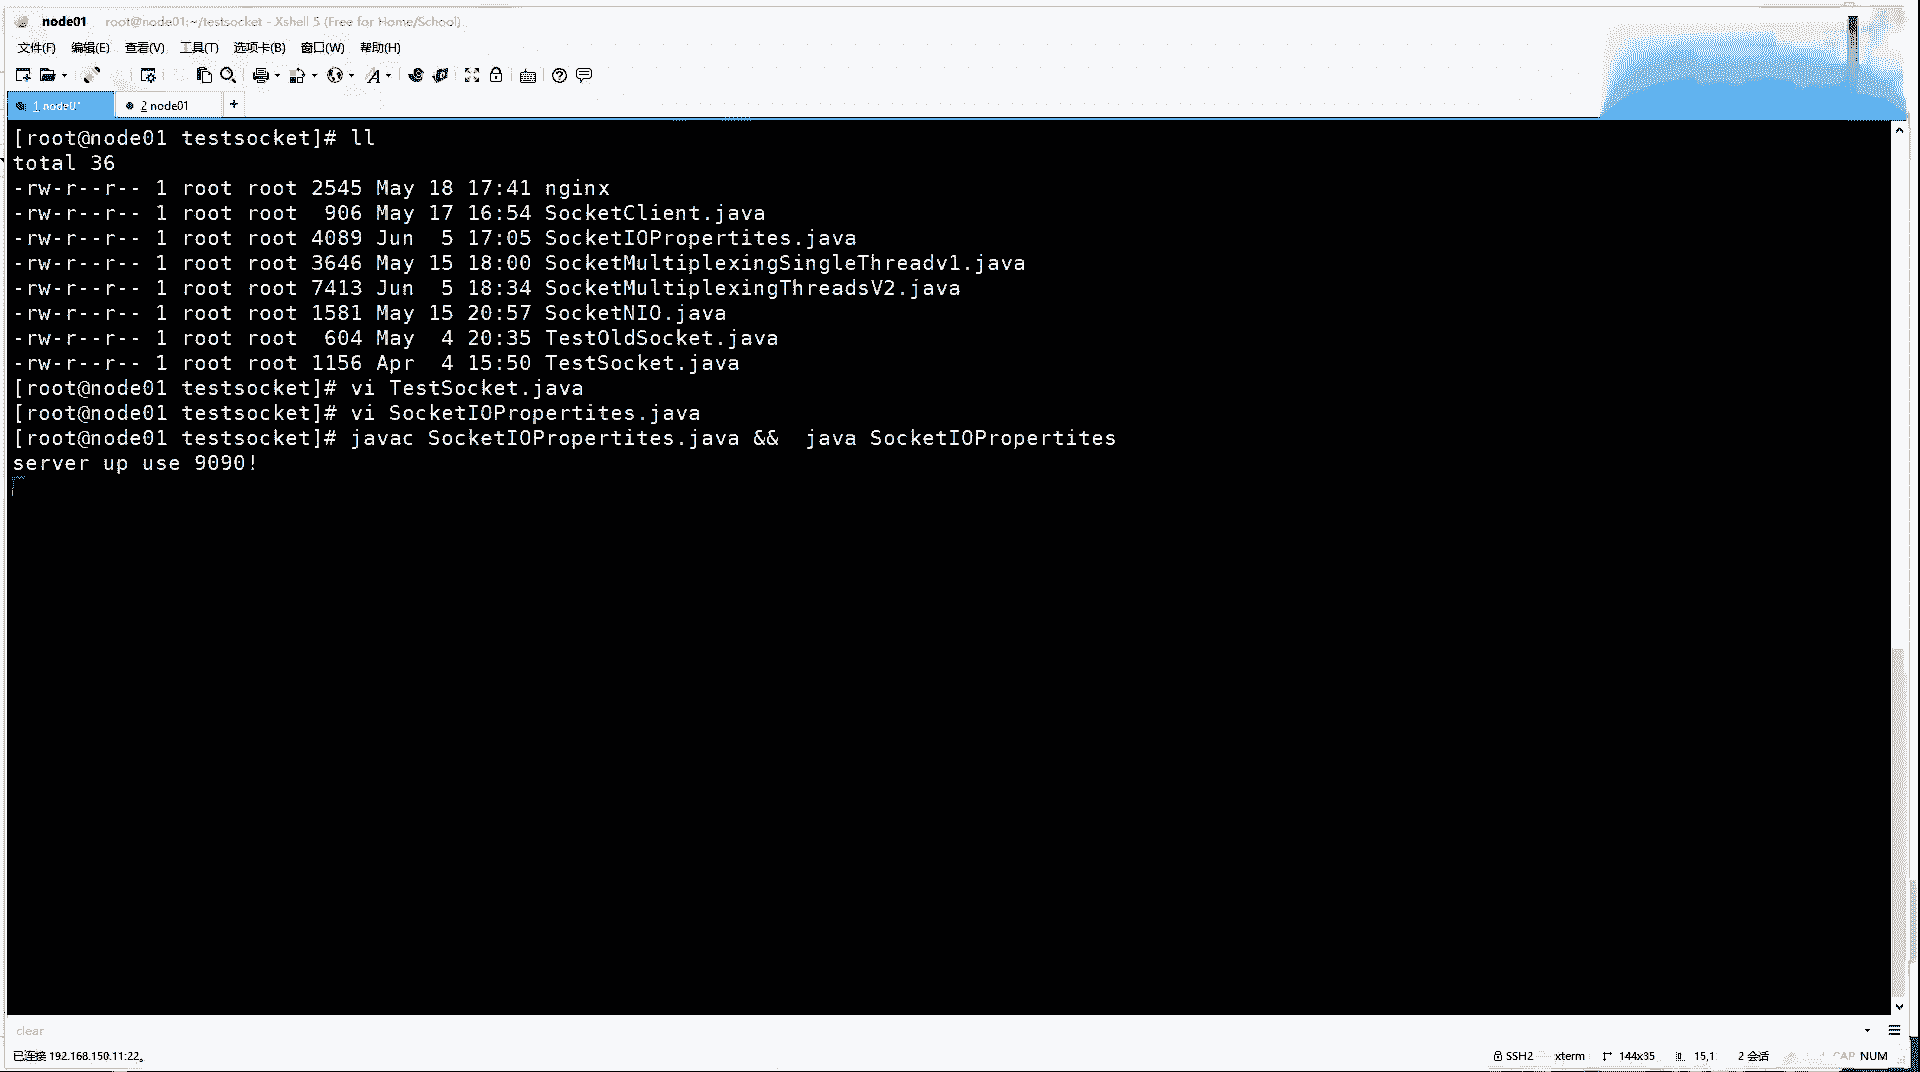 node01 root@node01:~/testsocket - Xshell 5 (Free for Home/School)
文件(F) 编辑(E) 查看(V) 工具(T) 选项卡(B) 窗口(W) 帮助(H)
1 node01 2 node01 +
[root@node01 testsocket]# ll
total 36
-rw-r--r-- 1 root root 2545 May 18 17:41 nginx
-rw-r--r-- 1 root root  906 May 17 16:54 SocketClient.java
-rw-r--r-- 1 root root 4089 Jun  5 17:05 SocketIOPropertites.java
-rw-r--r-- 1 root root 3646 May 15 18:00 SocketMultiplexingSingleThreadv1.java
-rw-r--r-- 1 root root 7413 Jun  5 18:34 SocketMultiplexingThreadsV2.java
-rw-r--r-- 1 root root 1581 May 15 20:57 SocketNIO.java
-rw-r--r-- 1 root root  604 May  4 20:35 TestOldSocket.java
-rw-r--r-- 1 root root 1156 Apr  4 15:50 TestSocket.java
[root@node01 testsocket]# vi TestSocket.java
[root@node01 testsocket]# vi SocketIOPropertites.java
[root@node01 testsocket]# javac SocketIOPropertites.java &&  java SocketIOPropertites
server up use 9090!
clear
已连接 192.168.150.11:22。 SSH2 xterm 144x35 15,1 2 会话 CAP NUM